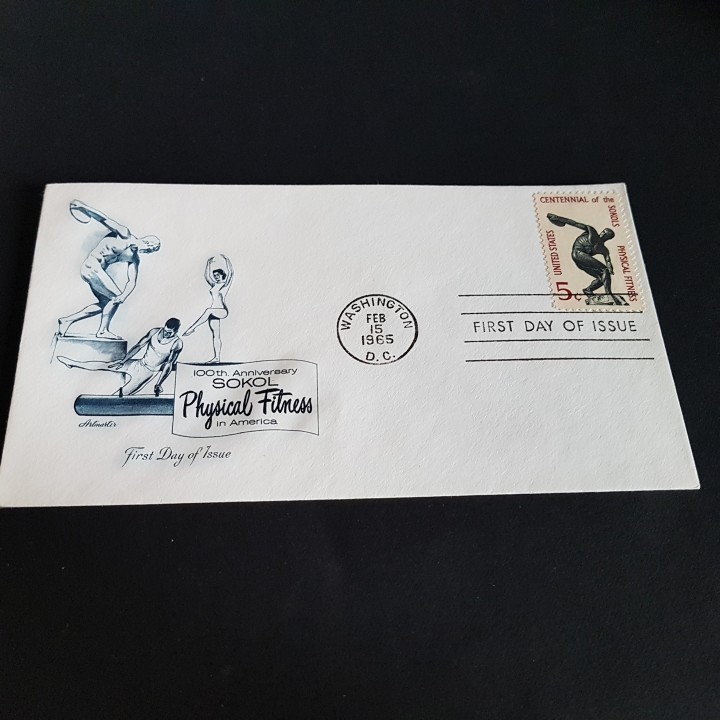 100th. Anniversary
SOKOL
Physical Fitness
in America
Artmaster
First Day of Issue
WASHINGTON
FEB
15
1965
D. C.
CENTENNIAL of the
SOKOLS
PHYSICAL FITNESS
UNITED STATES
5c
FIRST DAY OF ISSUE